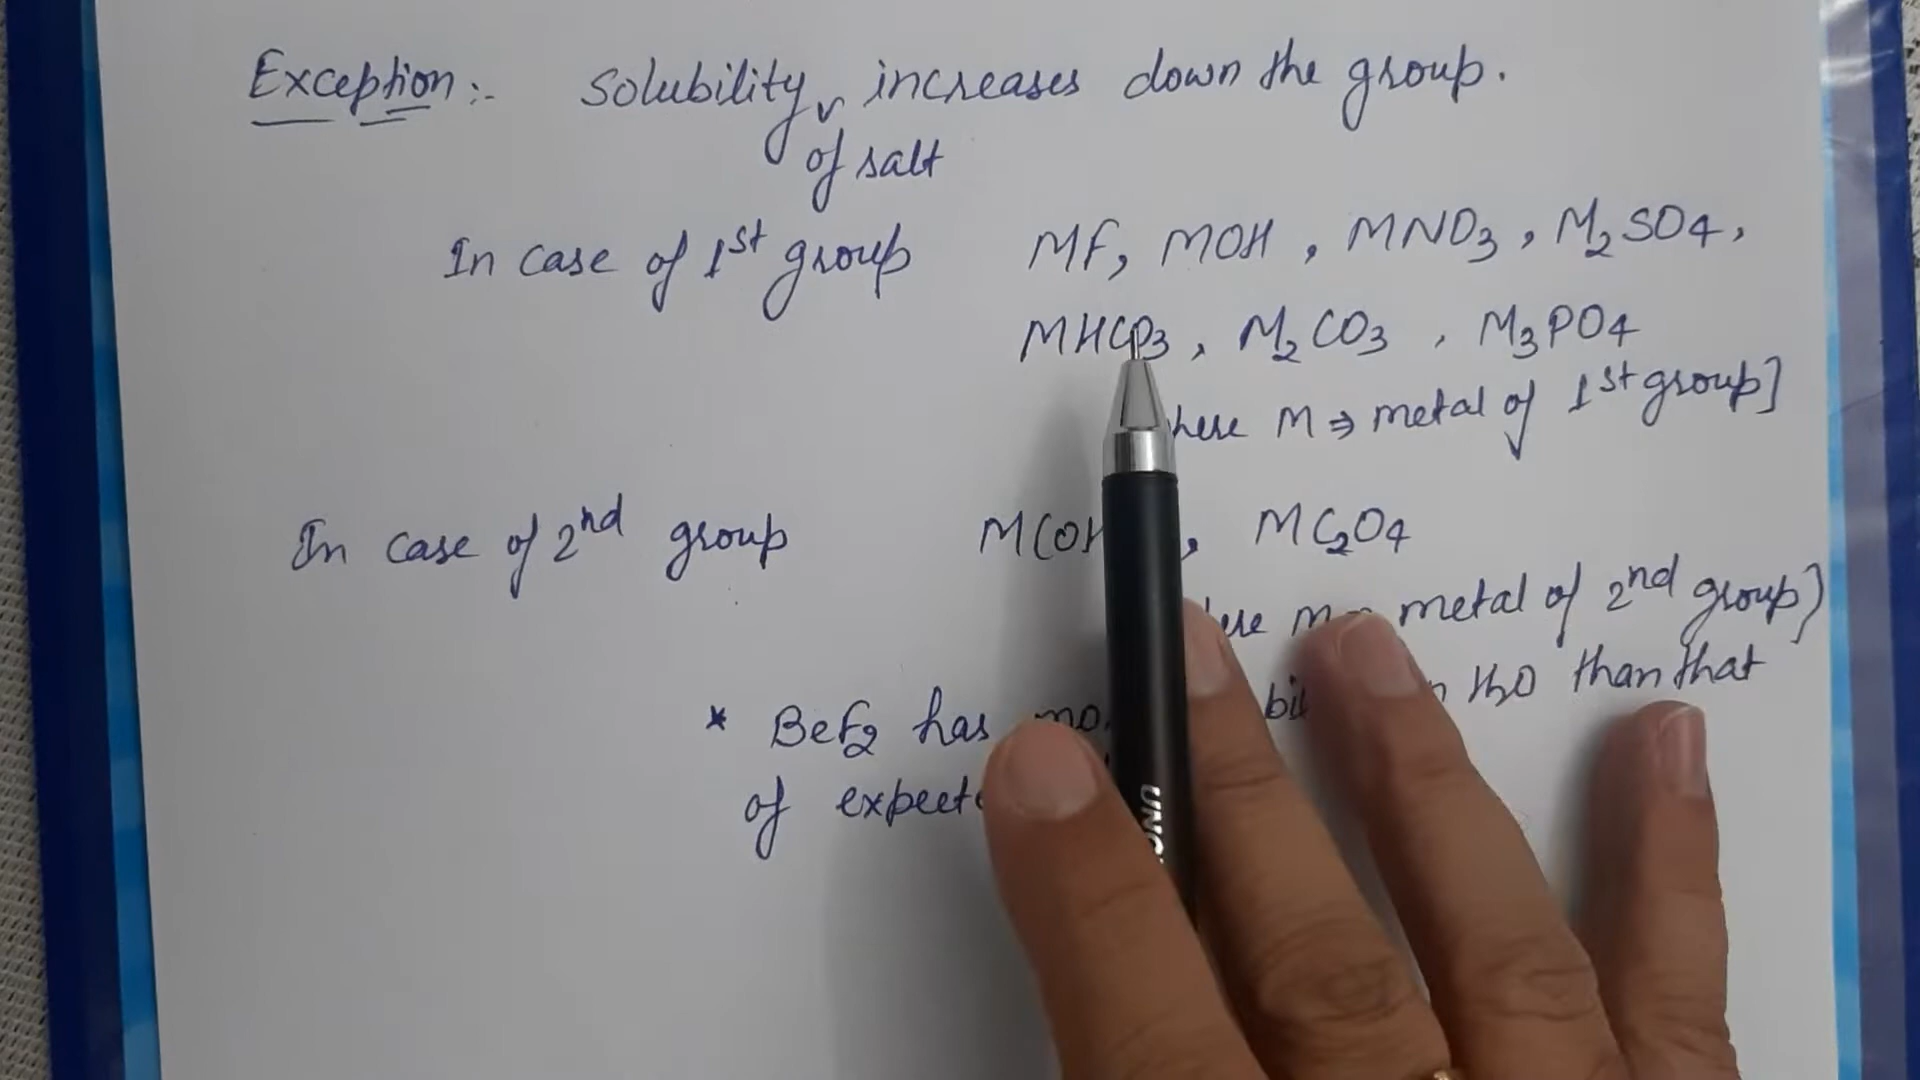 Exception:- Solubility increases down the group.
of salt
In case of 1st group MF, MOH, MNO3, M2SO4,
MHCO3, M2CO3, M3PO4
here M ⇒ metal of 1st group]
In case of 2nd group M(OH , MC2O4
metal of 2nd group)
* BeF2 has H2O than that
of
UNO